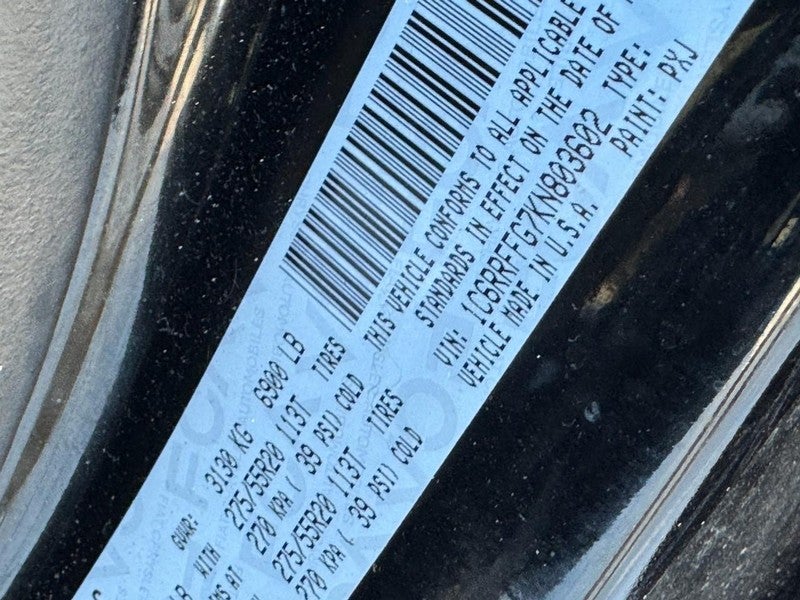 GVWR: 3130 KG 6900 LB
WITH 275/55R20 113T TIRES
AT 270 KPA ( 39 PSI) COLD
275/55R20 113T TIRES
270 KPA ( 39 PSI) COLD
THIS VEHICLE CONFORMS TO ALL APPLICABLE
STANDARDS IN EFFECT ON THE DATE OF
VIN: 1C6RRFFG7KN803602 TYPE:
VEHICLE MADE IN U.S.A. PAINT: PXJ